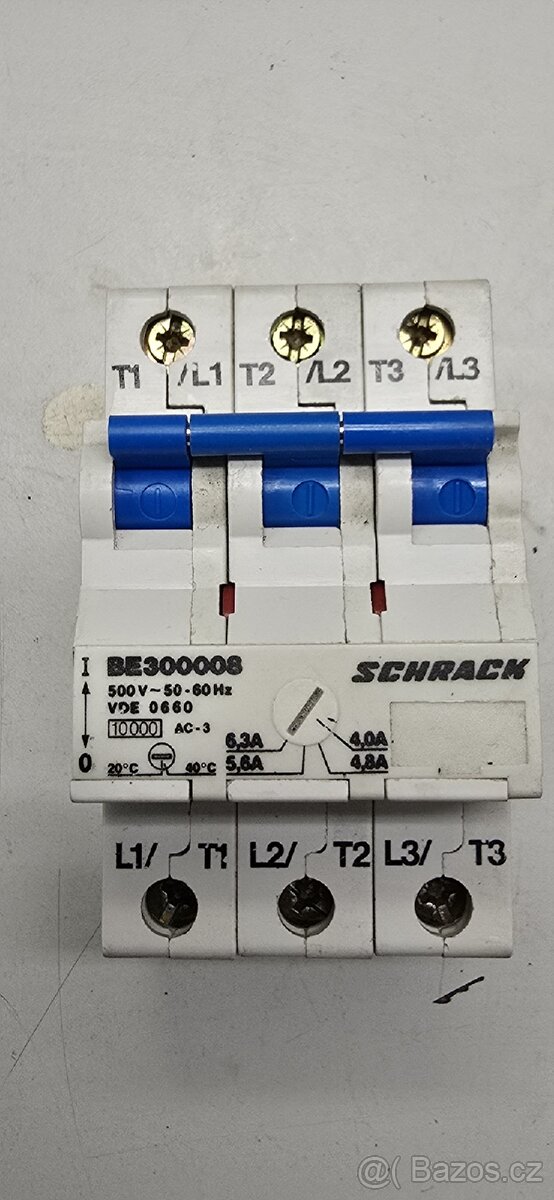 T1 /L1 T2 /L2 T3 /L3
I BE300008 SCHRACK
500V~50-60Hz
VDE 0660
10000 AC-3
6,3A 4,0A
0 20°C 40°C 5,6A 4,8A
L1/ T1 L2/ T2 L3/ T3
@( Bazos.cz